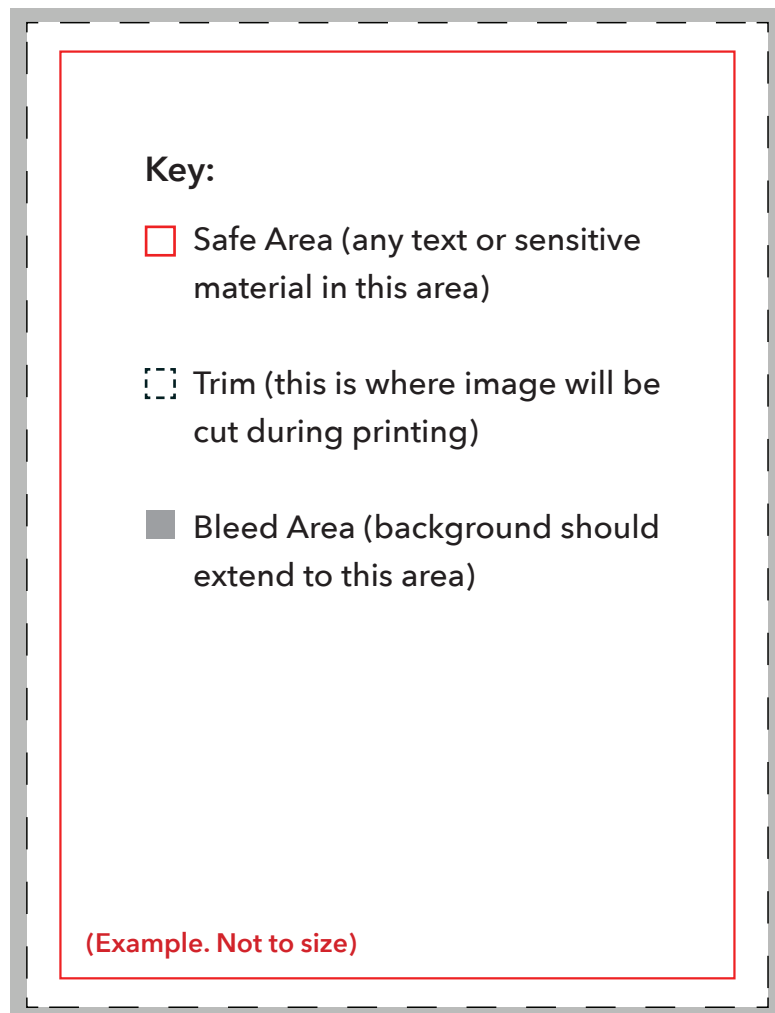 Key:
Safe Area (any text or sensitive
material in this area)
Trim (this is where image will be
cut during printing)
Bleed Area (background should
extend to this area)
(Example. Not to size)